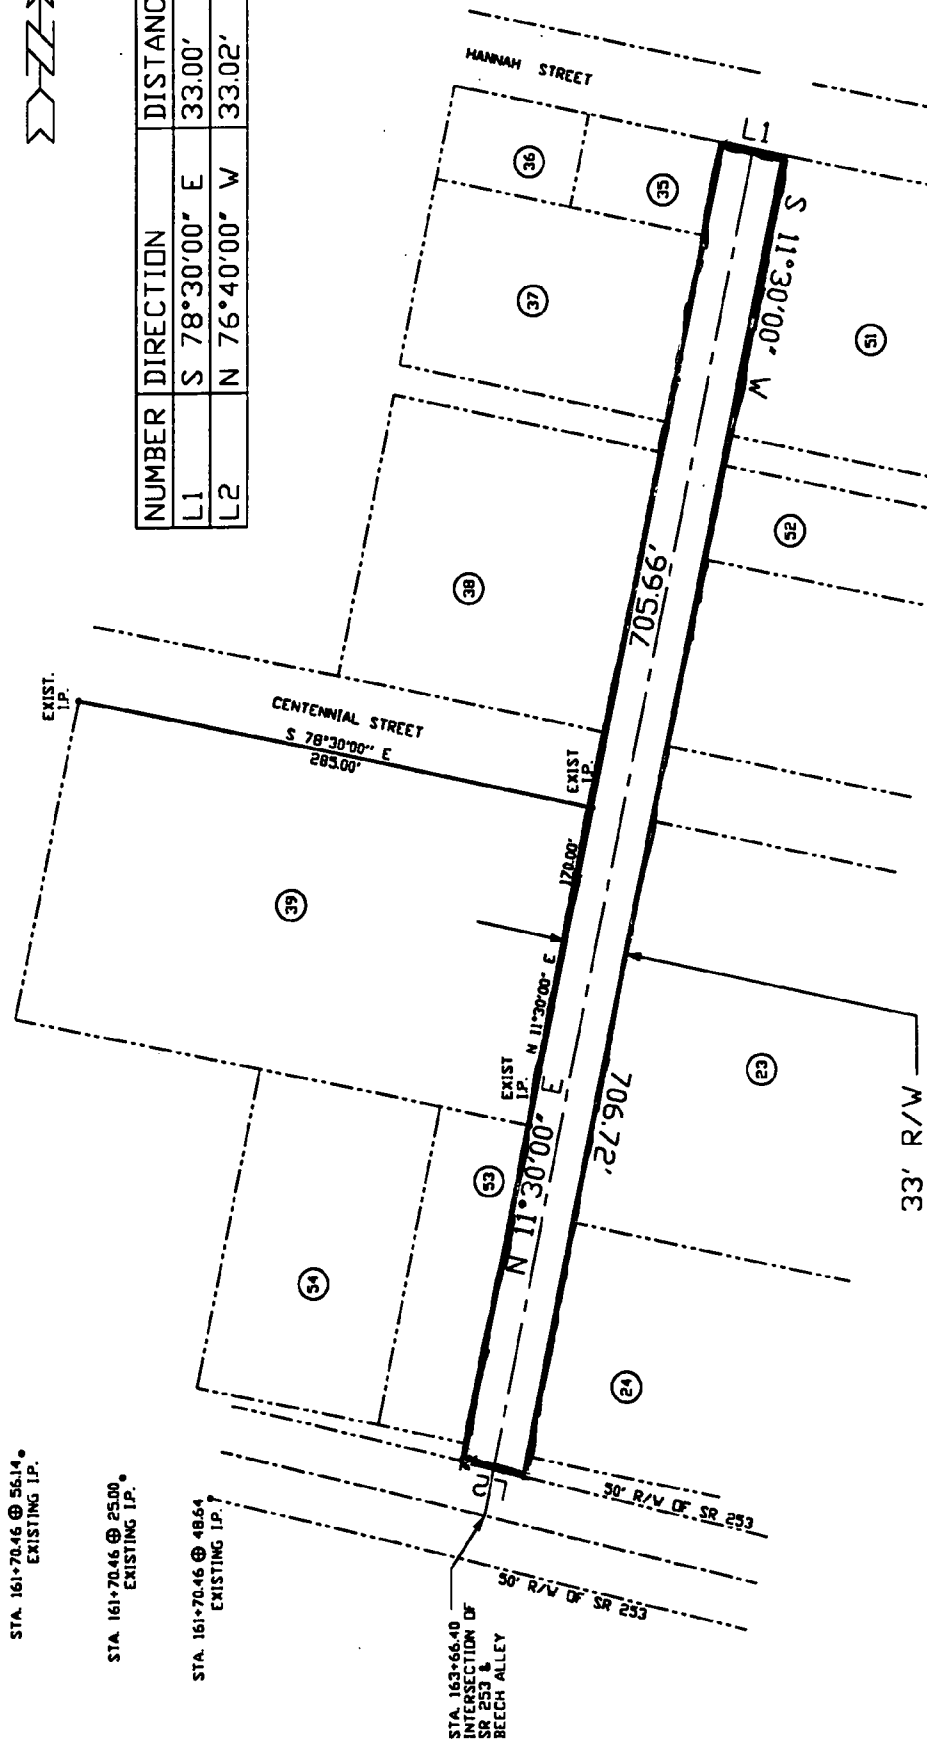 NUMBER DIRECTION DISTANC
L1 S 78°30'00" E 33.00'
L2 N 76°40'00" W 33.02'
HANNAH STREET
36
35
37
L1
S 11°30'00" W
51
52
38
705.66'
EXIST.
I.P.
CENTENNIAL STREET
S 78°30'00" E
285.00'
EXIST
I.P.
39
170.00'
N 11°30'00" E
EXIST
I.P.
N 11°30'00" E
706.72'
23
33' R/W
53
54
24
L2
50' R/W OF SR 253
50' R/W OF SR 253
STA. 161+70.46 ⊕ 56.14
EXISTING I.P.
STA. 161+70.46 ⊕ 25.00
EXISTING I.P.
STA. 161+70.46 ⊕ 48.64
EXISTING I.P.
STA. 163+66.40
INTERSECTION OF
SR 253 &
BEECH ALLEY